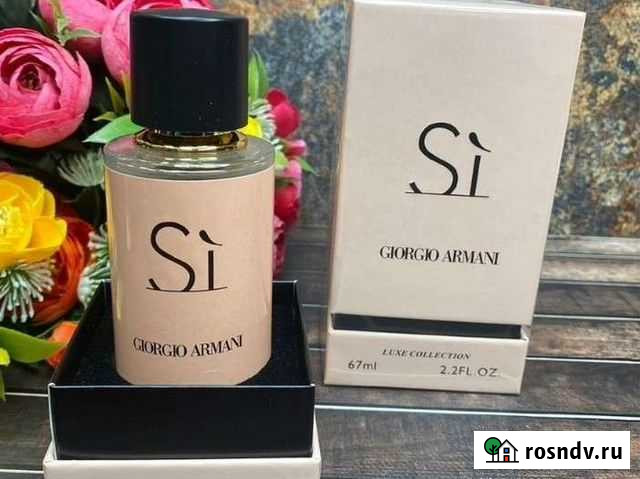 Sì
GIORGIO ARMANI
Sì
GIORGIO ARMANI
LUXE COLLECTION
67ml 2.2FL OZ
rosndv.ru